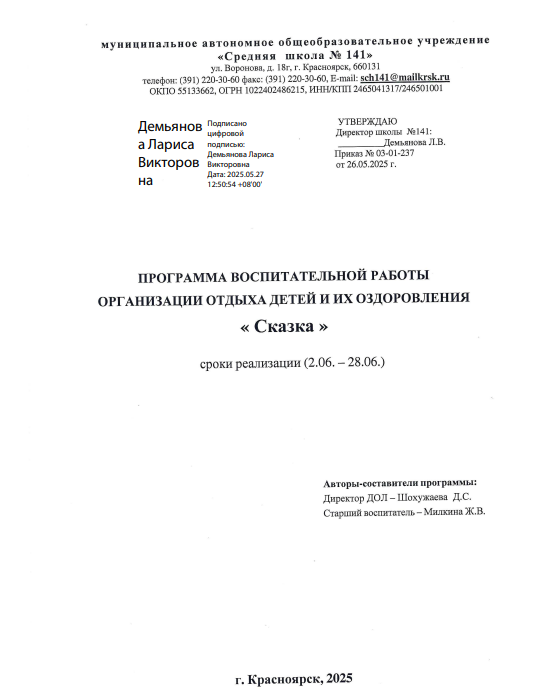 муниципальное автономное общеобразовательное учреждение
«Средняя школа № 141»
ул. Воронова, д. 18г, г. Красноярск, 660131
телефон: (391) 220-30-60 факс: (391) 220-30-60, E-mail: sch141@mailkrsk.ru
ОКПО 55133662, ОГРН 1022402486215, ИНН/КПП 2465041317/246501001
Демьянов
а Лариса
Викторов
на
Подписано
цифровой
подписью:
Демьянова Лариса
Викторовна
Дата: 2025.05.27
12:50:54 +08'00'
УТВЕРЖДАЮ
Директор школы №141:
__________Демьянова Л.В.
Приказ № 03-01-237
от 26.05.2025 г.
ПРОГРАММА ВОСПИТАТЕЛЬНОЙ РАБОТЫ
ОРГАНИЗАЦИИ ОТДЫХА ДЕТЕЙ И ИХ ОЗДОРОВЛЕНИЯ
« Сказка »
сроки реализации (2.06. – 28.06.)
Авторы-составители программы:
Директор ДОЛ – Шохужаева Д.С.
Старший воспитатель – Милкина Ж.В.
г. Красноярск, 2025